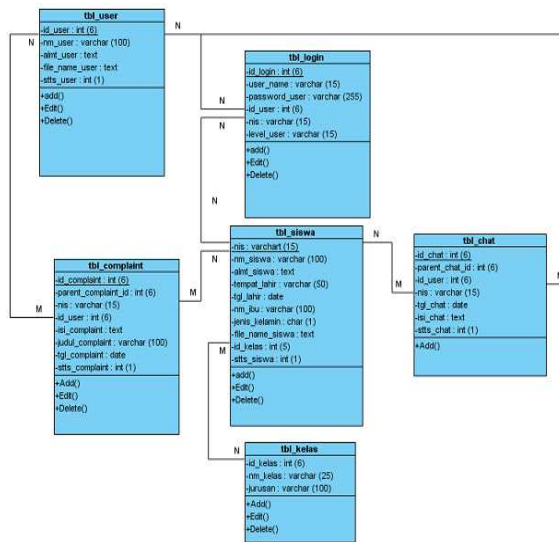 tbl_user
-id_user : int (6)
-nm_user : varchar (100)
-almt_user : text
-file_name_user : text
-stts_user : int (1)
+add()
+Edit()
+Delete()
N
N
tbl_login
-id_login : int (6)
-user_name : varchar (15)
-password_user : varchar (255)
-id_user : int (6)
-nis : varchar (15)
-level_user : varchar (15)
+add()
+Edit()
+Delete()
N
N
N
tbl_siswa
-nis : varchart (15)
-nm_siswa : varchar (100)
-almt_siswa : text
-tempat_lahir : varchar (50)
-tgl_lahir : date
-nm_ibu : varchar (100)
-jenis_kelamin : char (1)
-file_name_siswa : text
-id_kelas : int (5)
-stts_siswa : int (1)
+add()
+Edit()
+Delete()
N
N
M
M
tbl_chat
-id_chat : int (6)
-parent_chat_id : int (6)
-id_user : int (6)
-nis : varchar (15)
-tgl_chat : date
-isi_chat : text
-stts_chat : int (1)
+Add()
tbl_complaint
-id_complaint : int (6)
-parent_complaint_id : int (6)
-nis : varchar (15)
-id_user : int (6)
-isi_complaint : text
-judul_complaint : varchar (100)
-tgl_complaint : date
-stts_complaint : int (1)
+Add()
+Edit()
+Delete()
M
M
M
N
tbl_kelas
-id_kelas : int (6)
-nm_kelas : varchar (25)
-jurusan : varchar (100)
+Add()
+Edit()
+Delete()